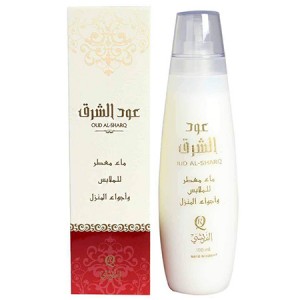 عود الشرق
OUD AL-SHARQ
ماء معطر
للملابس
وأجواء المنزل
عود
الشرق
OUD AL-SHARQ
ماء معطر
للملابس
وأجواء المنزل
القرشي